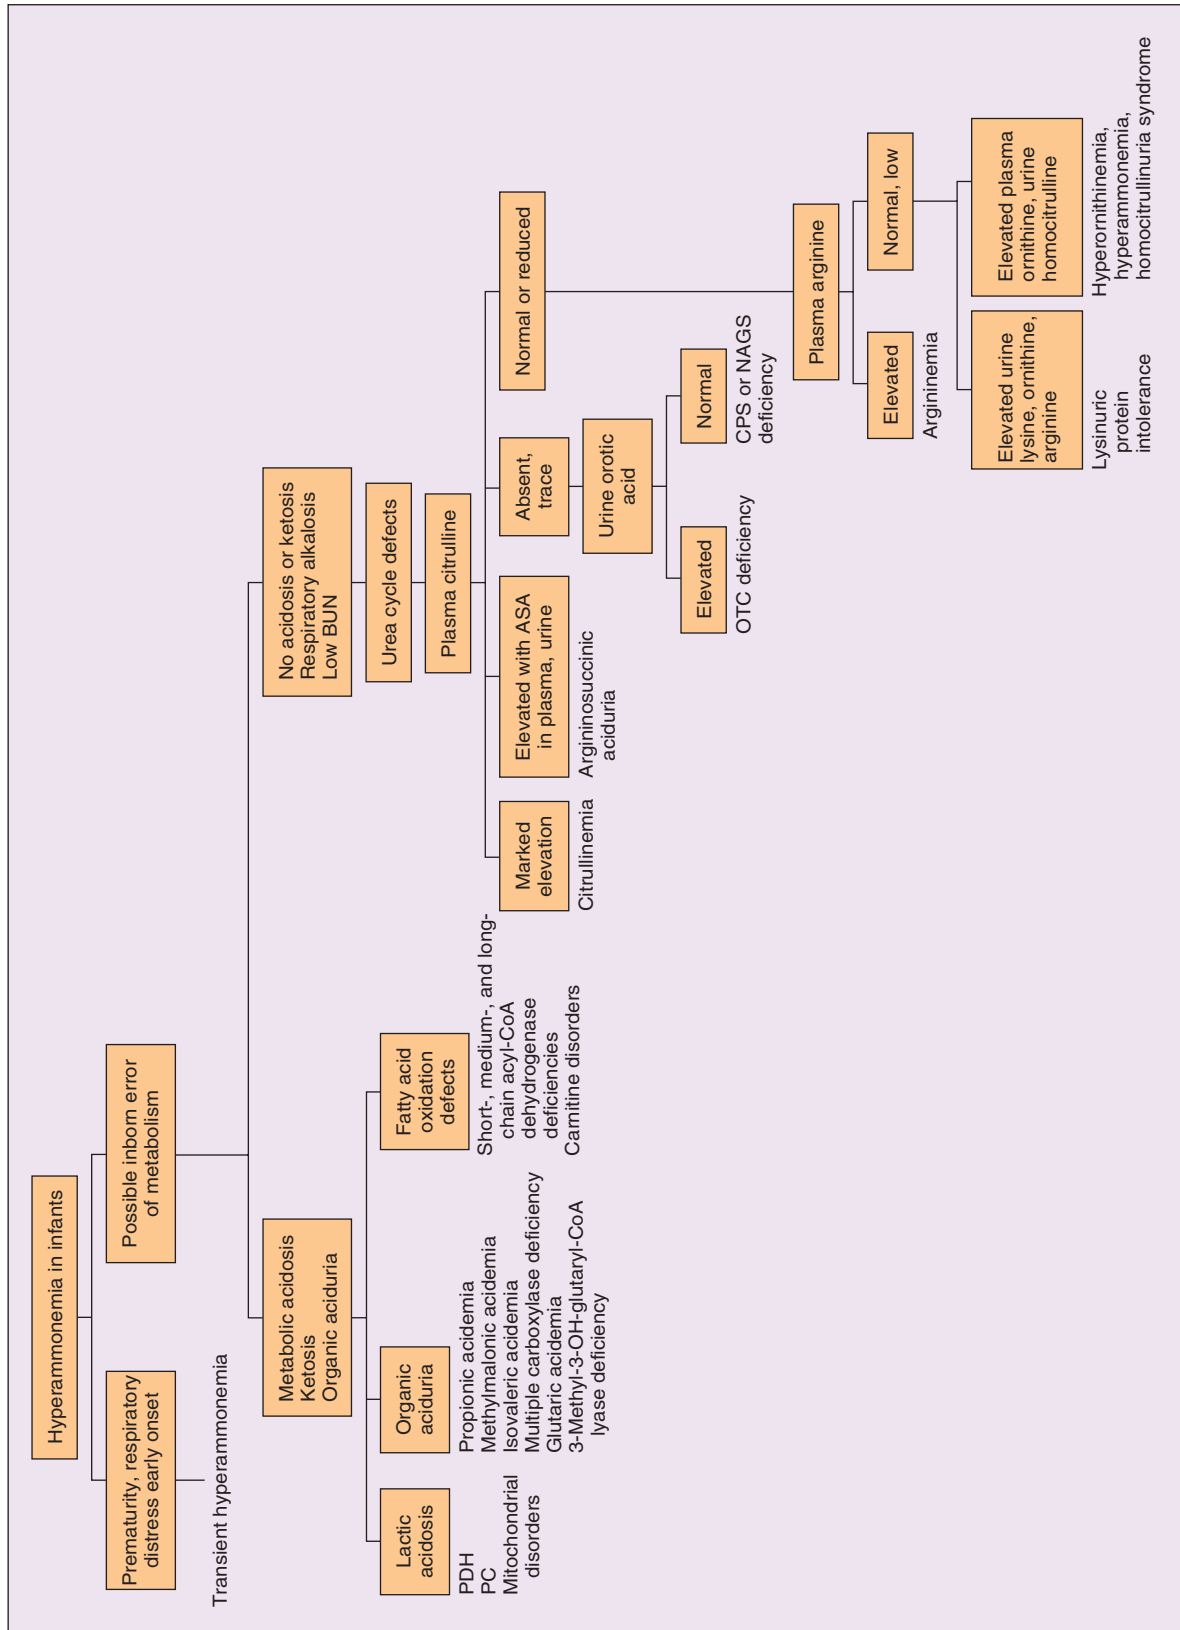 Hyperammonemia in infants
Prematurity, respiratory
distress early onset
Transient hyperammonemia
Possible inborn error
of metabolism
Metabolic acidosis
Ketosis
Organic aciduria
Lactic
acidosis
PDH
PC
Mitochondrial
disorders
Organic
aciduria
Propionic acidemia
Methylmalonic acidemia
Isovaleric acidemia
Multiple carboxylase deficiency
Glutaric acidemia
3-Methyl-3-OH-glutaryl-CoA
lyase deficiency
Fatty acid
oxidation
defects
Short-, medium-, and long-
chain acyl-CoA
dehydrogenase
deficiencies
Carnitine disorders
No acidosis or ketosis
Respiratory alkalosis
Low BUN
Urea cycle defects
Plasma citrulline
Marked
elevation
Citrullinemia
Elevated with ASA
in plasma, urine
Argininosuccinic
aciduria
Absent,
trace
Urine orotic
acid
Elevated
OTC deficiency
Normal
CPS or NAGS
deficiency
Normal or reduced
Plasma arginine
Elevated
Argininemia
Normal, low
Elevated urine
lysine, ornithine,
arginine
Lysinuric
protein
intolerance
Elevated plasma
ornithine, urine
homocitrulline
Hyperornithinemia,
hyperammonemia,
homocitrullinuria syndrome